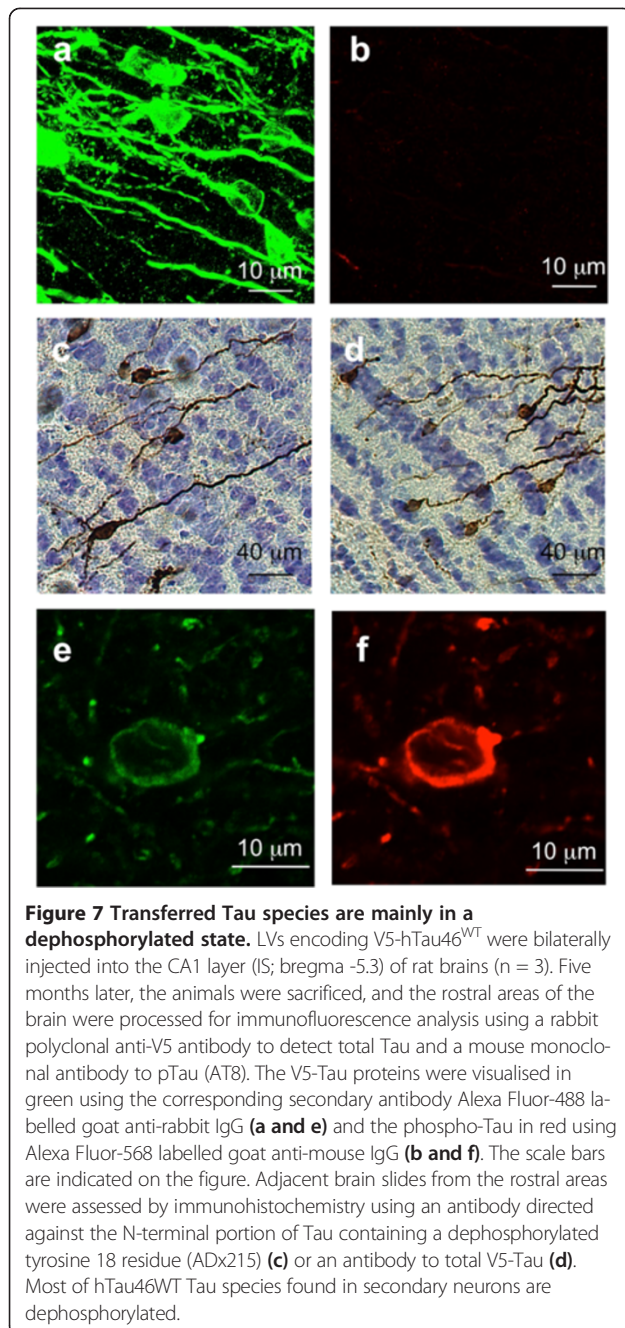 a
b
10 μm
10 μm
c
d
40 μm
40 μm
e
f
10 μm
10 μm
Figure 7 Transferred Tau species are mainly in a
dephosphorylated state. LVs encoding V5-hTau46WT were bilaterally
injected into the CA1 layer (IS; bregma -5.3) of rat brains (n = 3). Five
months later, the animals were sacrificed, and the rostral areas of the
brain were processed for immunofluorescence analysis using a rabbit
polyclonal anti-V5 antibody to detect total Tau and a mouse monoclo-
nal antibody to pTau (AT8). The V5-Tau proteins were visualised in
green using the corresponding secondary antibody Alexa Fluor-488 la-
belled goat anti-rabbit IgG (a and e) and the phospho-Tau in red using
Alexa Fluor-568 labelled goat anti-mouse IgG (b and f). The scale bars
are indicated on the figure. Adjacent brain slides from the rostral areas
were assessed by immunohistochemistry using an antibody directed
against the N-terminal portion of Tau containing a dephosphorylated
tyrosine 18 residue (ADx215) (c) or an antibody to total V5-Tau (d).
Most of hTau46WT Tau species found in secondary neurons are
dephosphorylated.